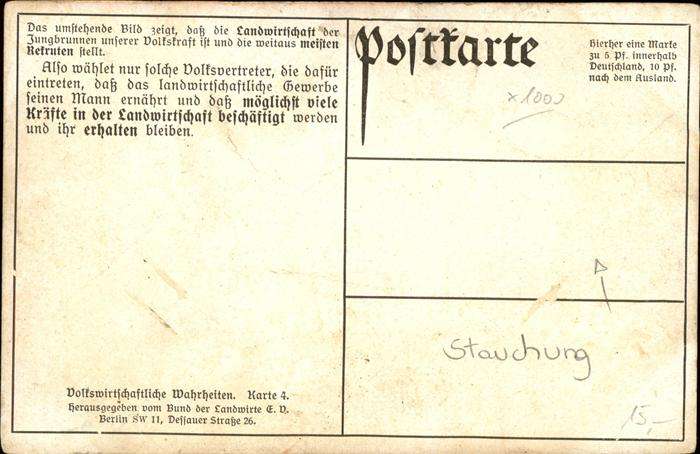 Das umstehende Bild zeigt, daß die Landwirtschaft der
Jungbrunnen unserer Volkskraft ist und die weitaus meisten
Rekruten stellt.
Also wählet nur solche Volksvertreter, die dafür
eintreten, daß das landwirtschaftliche Gewerbe
seinen Mann ernährt und daß möglichst viele
Kräfte in der Landwirtschaft beschäftigt werden
und ihr erhalten bleiben.
Volkswirtschaftliche Wahrheiten. Karte 4.
Herausgegeben vom Bund der Landwirte E. V.
Berlin SW 11, Dessauer Straße 26.
Postkarte
Hierher eine Marke
zu 5 Pf. innerhalb
Deutschland, 10 Pf.
nach dem Ausland.
x1000
Stauchung
15,-